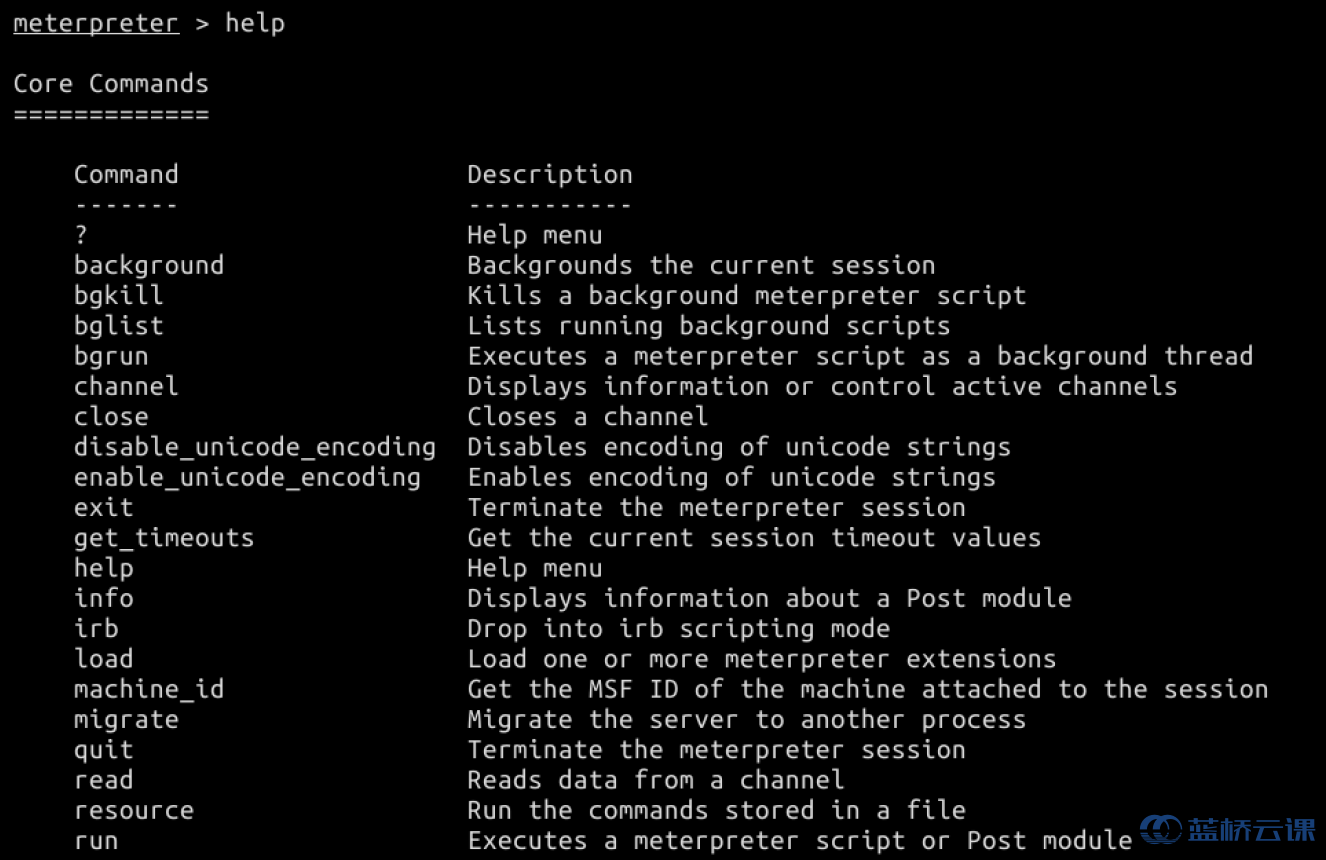 meterpreter > help
Core Commands
=============
Command Description
------- -----------
? Help menu
background Backgrounds the current session
bgkill Kills a background meterpreter script
bglist Lists running background scripts
bgrun Executes a meterpreter script as a background thread
channel Displays information or control active channels
close Closes a channel
disable_unicode_encoding Disables encoding of unicode strings
enable_unicode_encoding Enables encoding of unicode strings
exit Terminate the meterpreter session
get_timeouts Get the current session timeout values
help Help menu
info Displays information about a Post module
irb Drop into irb scripting mode
load Load one or more meterpreter extensions
machine_id Get the MSF ID of the machine attached to the session
migrate Migrate the server to another process
quit Terminate the meterpreter session
read Reads data from a channel
resource Run the commands stored in a file
run Executes a meterpreter script or Post module
蓝桥云课